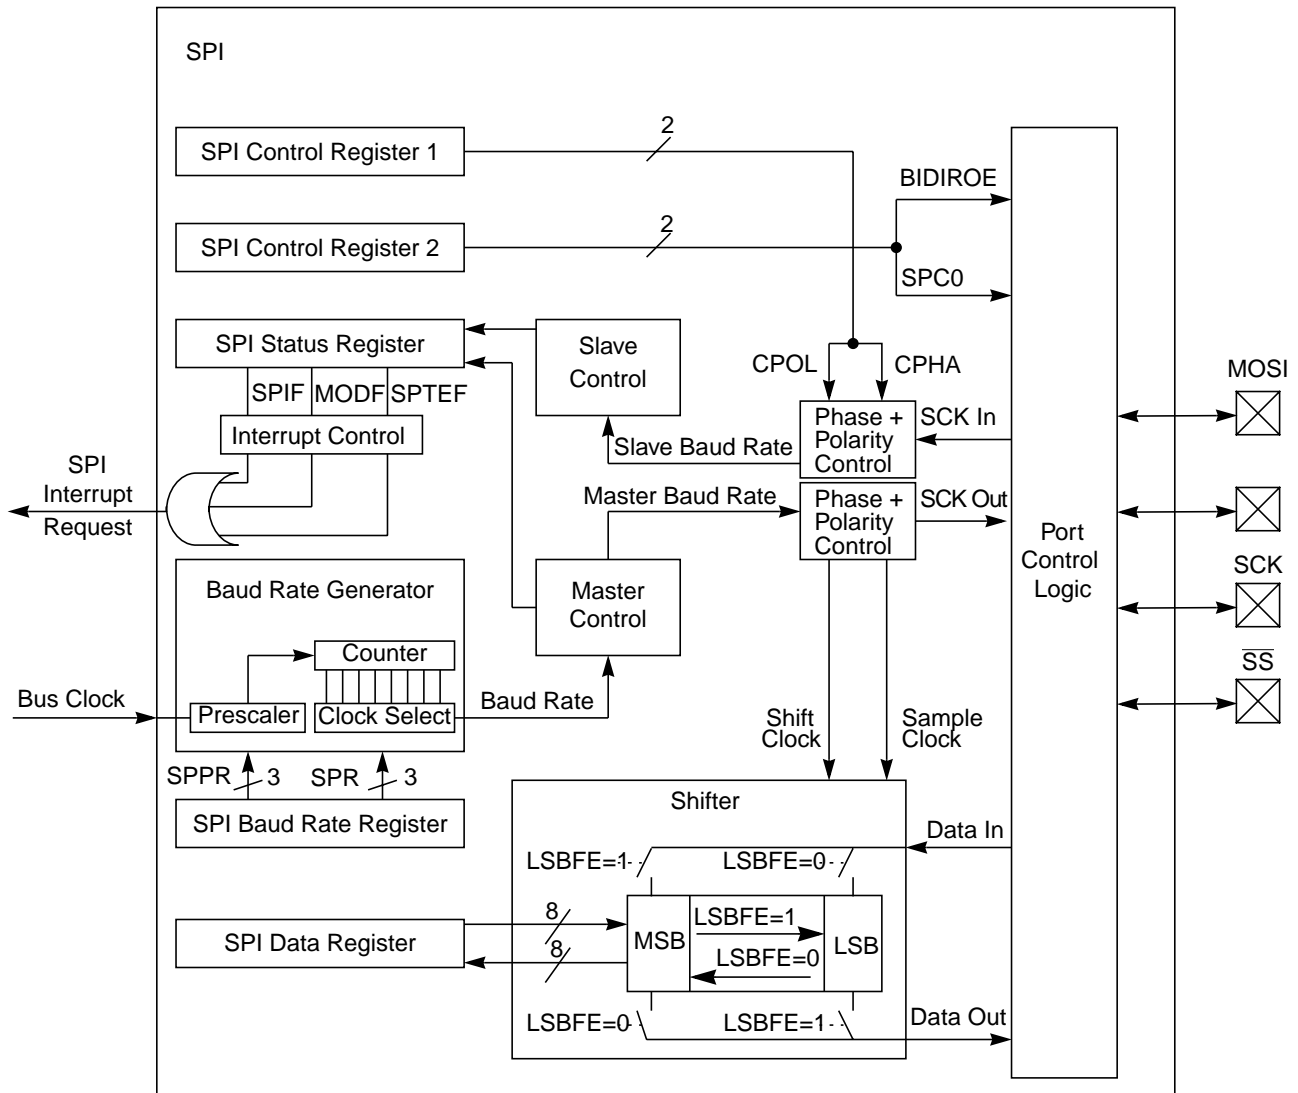 SPI
SPI Control Register 1
2
BIDIROE
SPI Control Register 2
2
SPC0
SPI Status Register
Slave
Control
CPOL
CPHA
MOSI
SPIF
MODF
SPTEF
Interrupt Control
Phase +
Polarity
Control
SCK In
Slave Baud Rate
SPI
Interrupt
Request
Master Baud Rate
Phase +
Polarity
Control
SCK Out
Port
Control
Logic
SCK
SS
Baud Rate Generator
Master
Control
Counter
Bus Clock
Prescaler
Clock Select
Baud Rate
Shift
Clock
Sample
Clock
SPPR
3
SPR
3
SPI Baud Rate Register
Shifter
Data In
LSBFE=1
LSBFE=0
SPI Data Register
8
8
MSB
LSBFE=1
LSBFE=0
LSB
LSBFE=0
LSBFE=1
Data Out